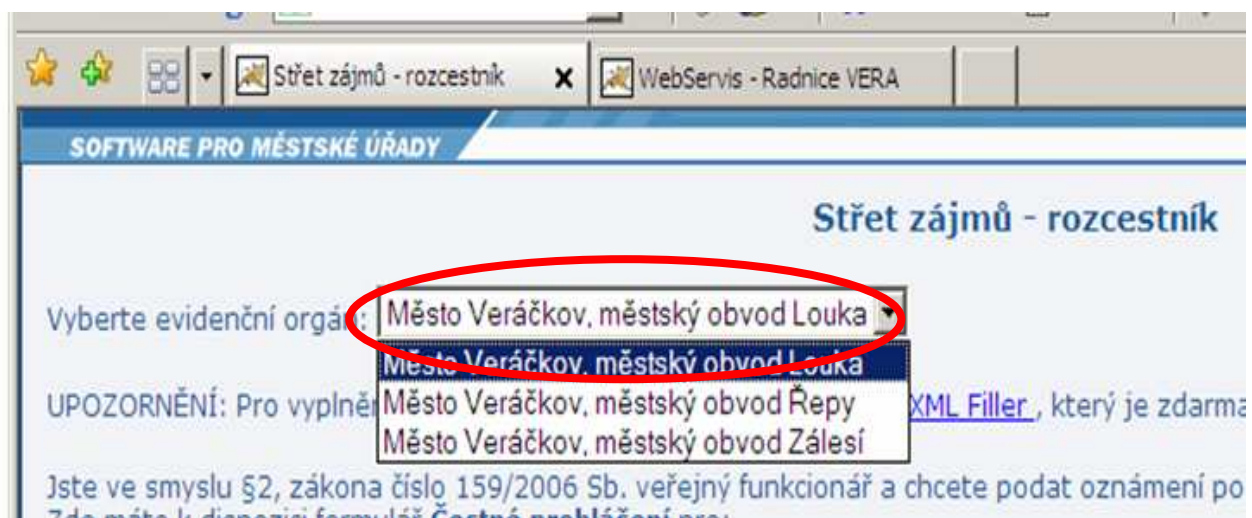 Střet zájmů - rozcestník
WebServis - Radnice VERA
SOFTWARE PRO MĚSTSKÉ ÚŘADY
Střet zájmů - rozcestník
Vyberte evidenční orgán: Město Veráčkov, městský obvod Louka
Město Veráčkov, městský obvod Louka
UPOZORNĚNÍ: Pro vyplně Město Veráčkov, městský obvod Řepy XML Filler , který je zdarma
Město Veráčkov, městský obvod Zálesí
Jste ve smyslu §2, zákona číslo 159/2006 Sb. veřejný funkcionář a chcete podat oznámení po